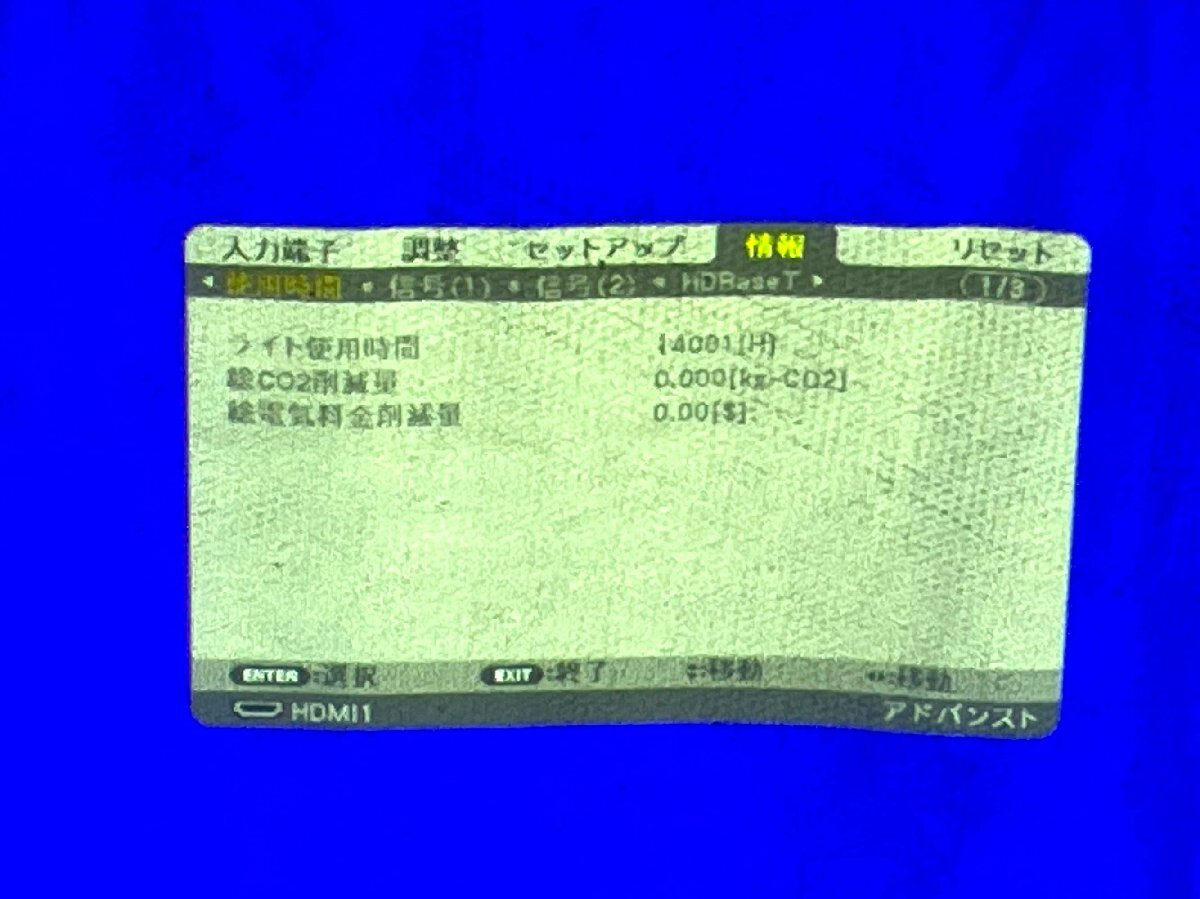 入力端子 調整 セットアップ 情報 リセット
使用時間 信号(1) 信号(2) HDBaseT 1/3
ライト使用時間 14001[H]
総CO2削減量 0.000[kg-CO2]
総電気料金削減量 0.00[$]
ENTER:選択 EXIT:終了 :移動 :移動
HDMI1 アドバンスト